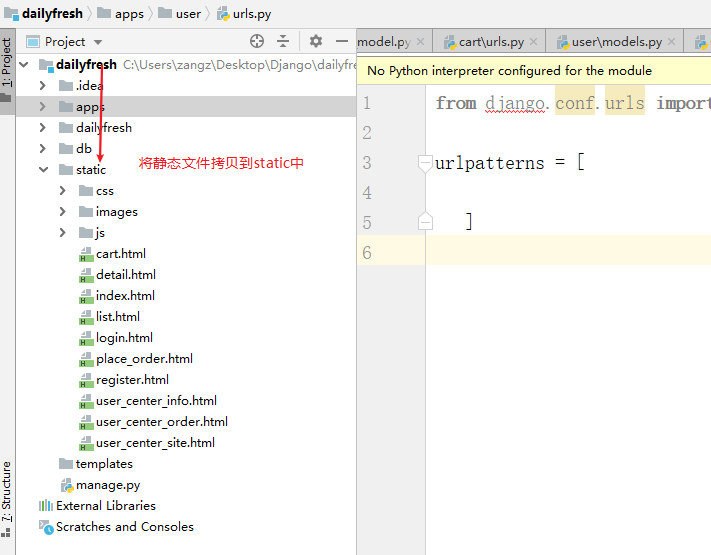 dailyfresh apps user urls.py
1: Project
7: Structure
Project
dailyfresh C:\Users\zangz\Desktop\Django\dailyfre
.idea
apps
dailyfresh
db
static
将静态文件拷贝到static中
css
images
js
cart.html
detail.html
index.html
list.html
login.html
place_order.html
register.html
user_center_info.html
user_center_order.html
user_center_site.html
templates
manage.py
External Libraries
Scratches and Consoles
model.py cart\urls.py user\models.py
No Python interpreter configured for the module
1 from django.conf.urls impor
2
3 urlpatterns = [
4
5 ]
6